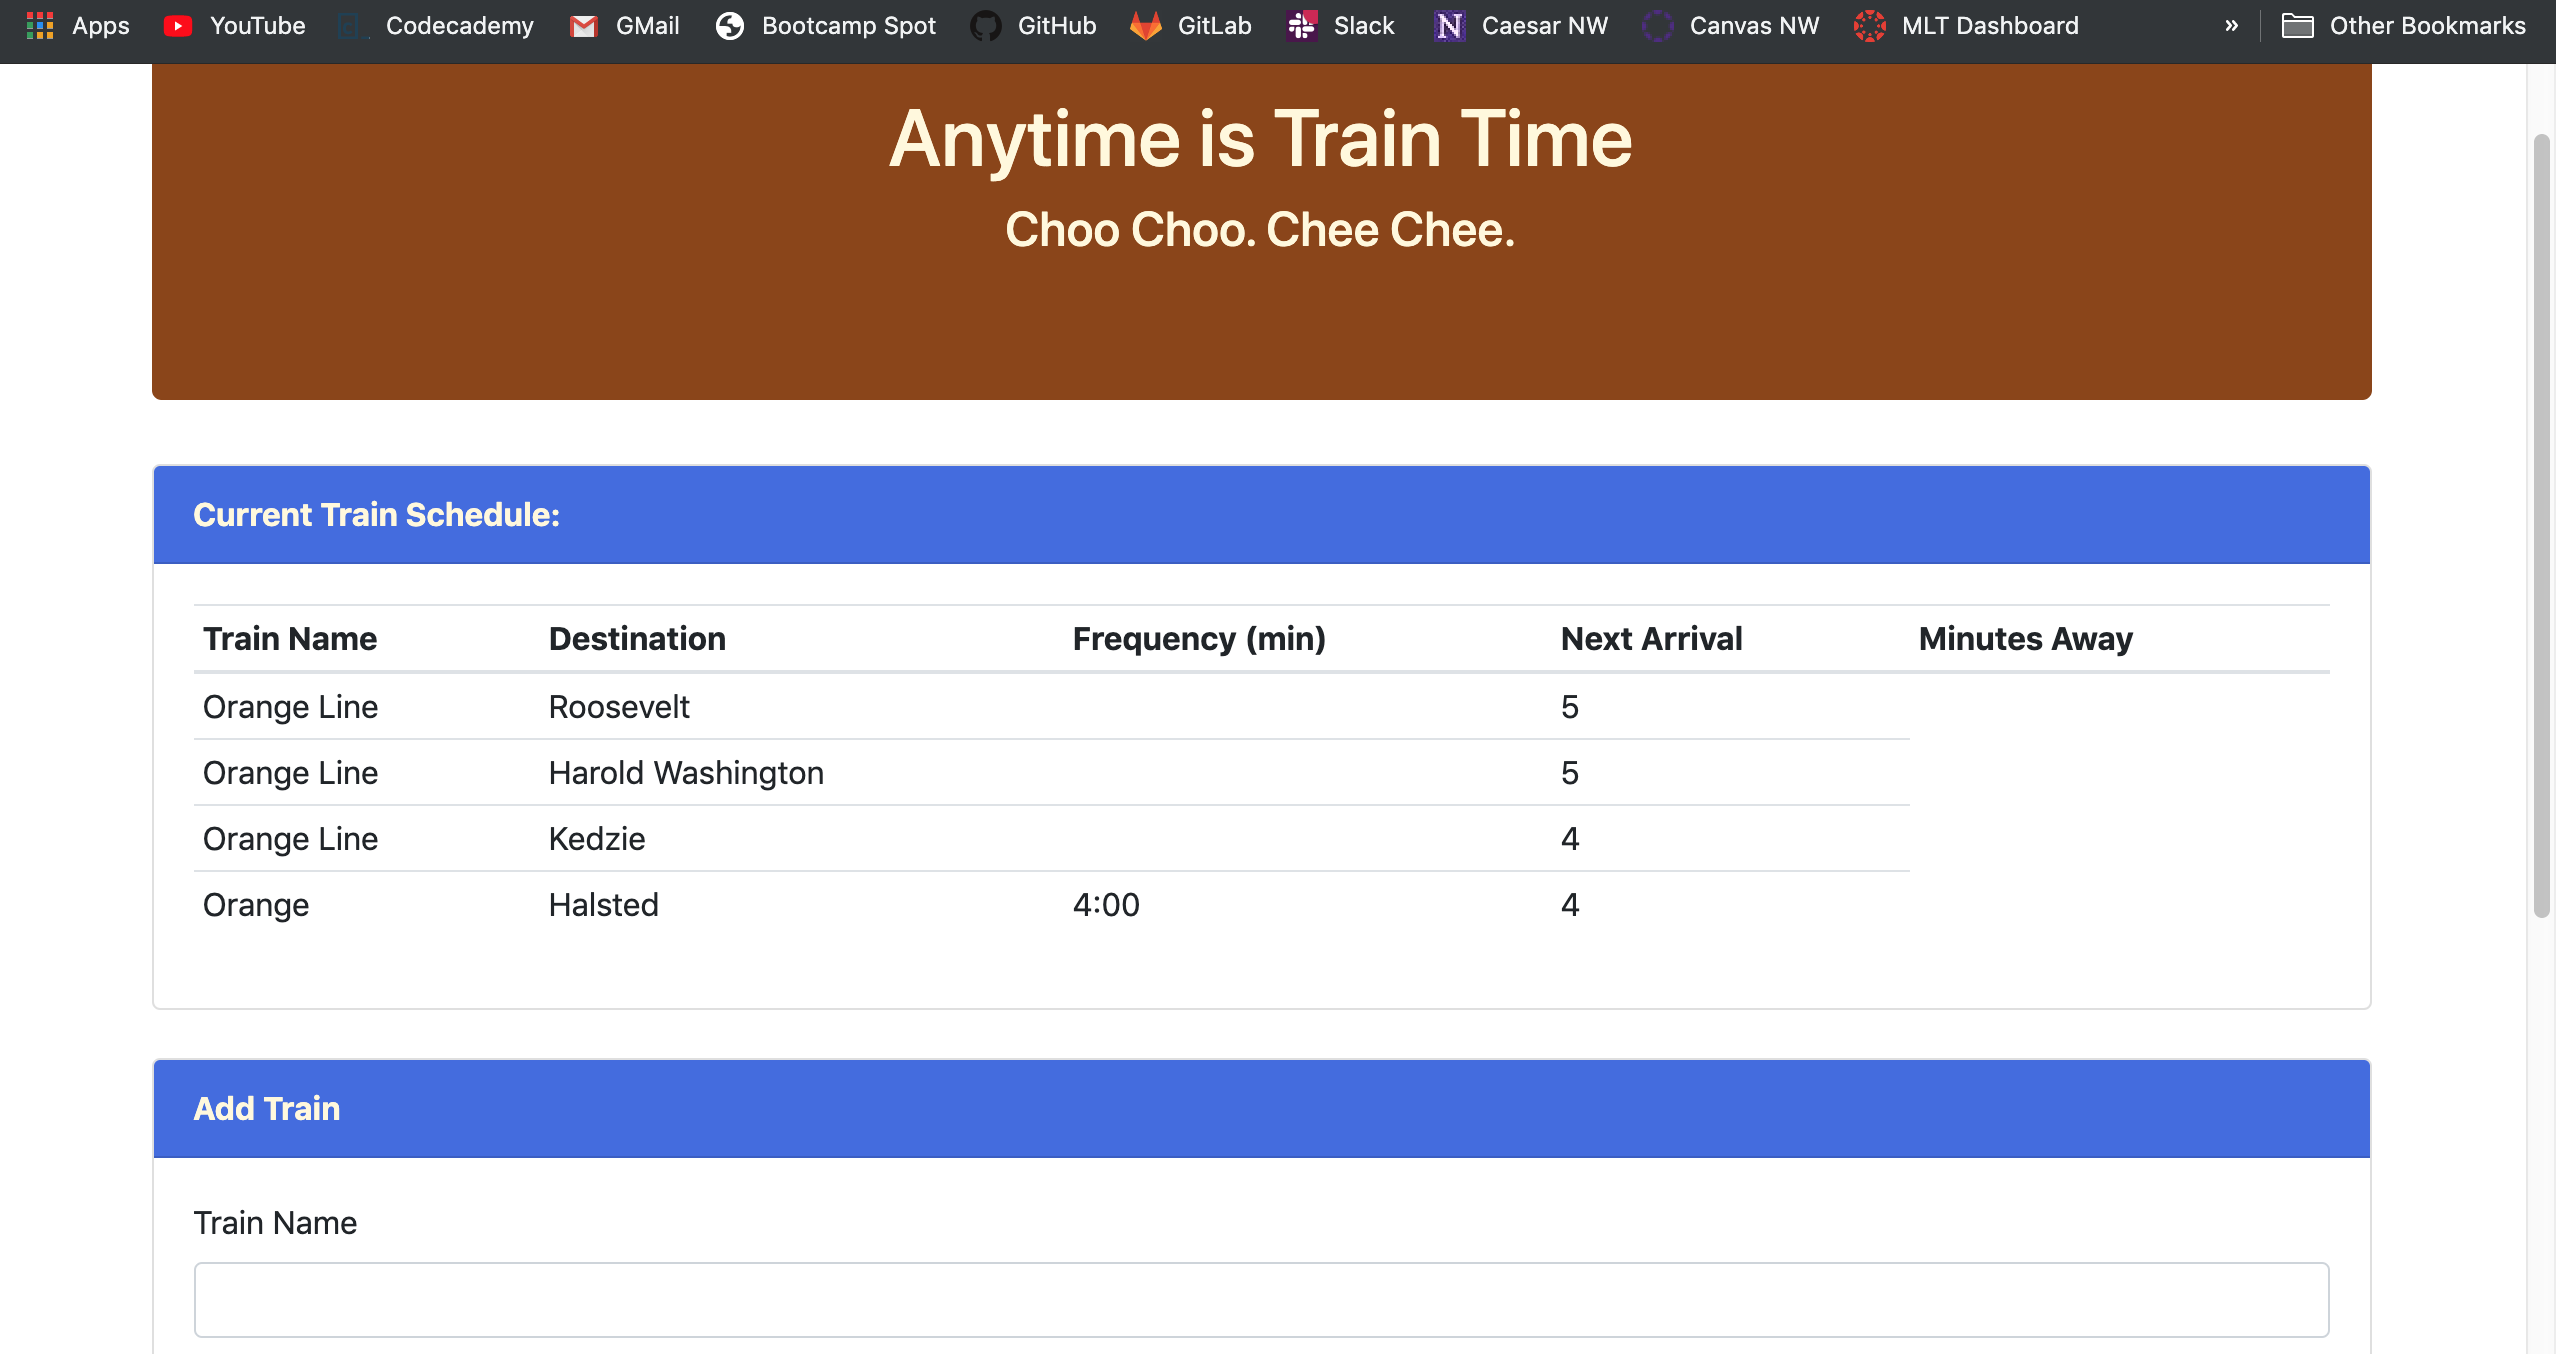 Apps YouTube Codecademy GMail Bootcamp Spot GitHub GitLab Slack N Caesar NW Canvas NW MLT Dashboard » Other Bookmarks
Anytime is Train Time
Choo Choo. Chee Chee.
Current Train Schedule:
Train Name Destination Frequency (min) Next Arrival Minutes Away
Orange Line Roosevelt 5
Orange Line Harold Washington 5
Orange Line Kedzie 4
Orange Halsted 4:00 4
Add Train
Train Name